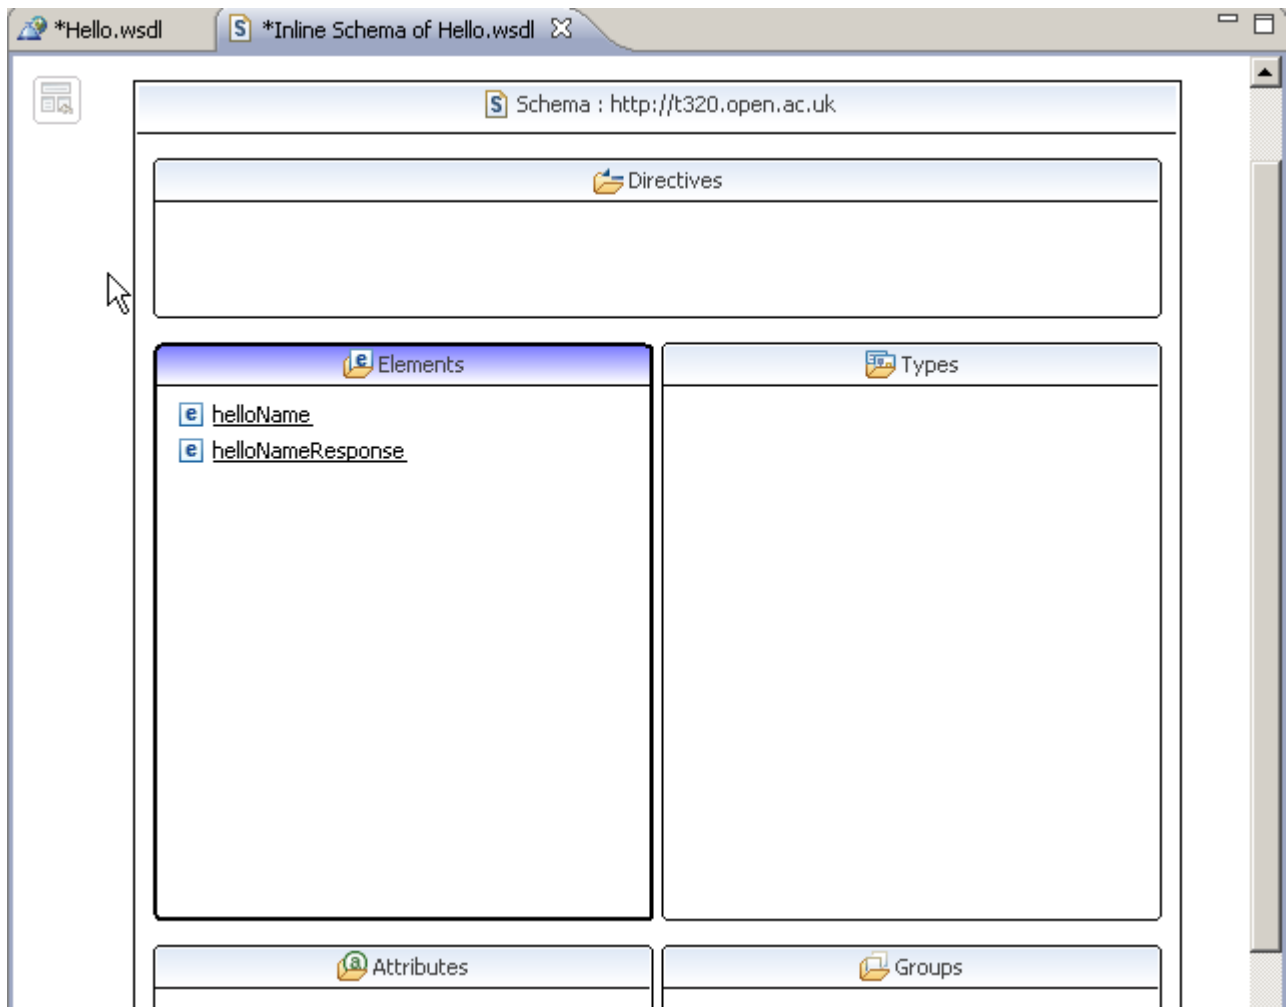 *Hello.wsdl
S *Inline Schema of Hello.wsdl
S Schema : http://t320.open.ac.uk
Directives
e Elements
Types
e helloName
e helloNameResponse
a Attributes
Groups